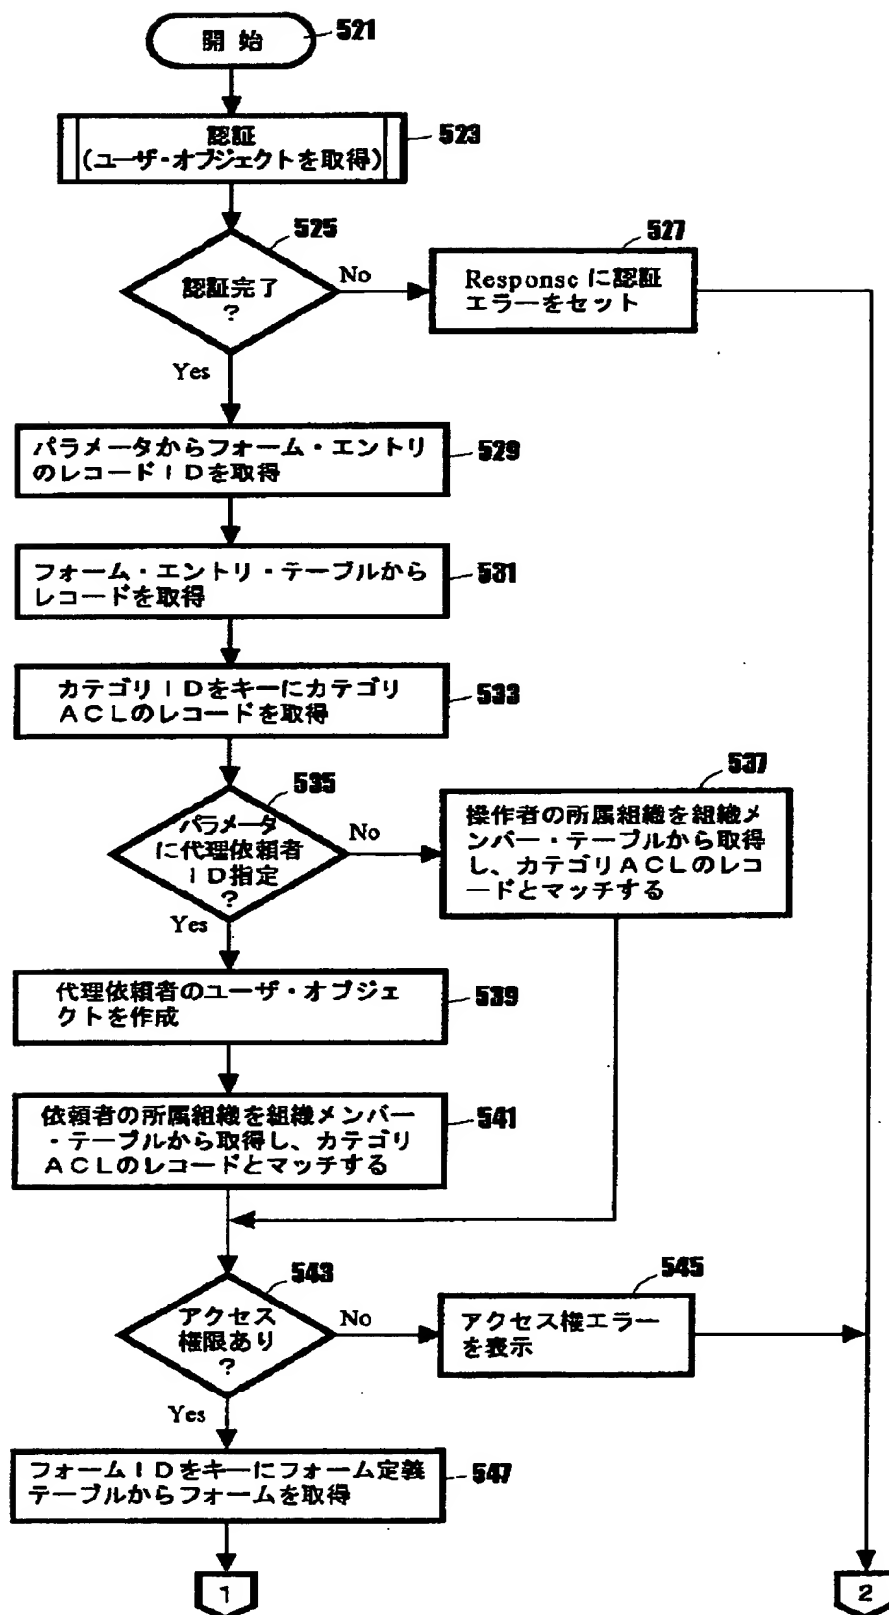 開始
521
認証
(ユーザ・オブジェクトを取得)
523
525
認証完了
?
No
Yes
527
Responseに認証
エラーをセット
パラメータからフォーム・エントリ
のレコードIDを取得
529
フォーム・エントリ・テーブルから
レコードを取得
531
カテゴリIDをキーにカテゴリ
ACLのレコードを取得
533
535
パラメータ
に代理依頼者
ID指定
?
No
Yes
537
操作者の所属組織を組織メ
ンバー・テーブルから取得
し、カテゴリACLのレコ
ードとマッチする
代理依頼者のユーザ・オブジェ
クトを作成
539
依頼者の所属組織を組織メンバー
・テーブルから取得し、カテゴリ
ACLのレコードとマッチする
541
543
アクセス
権限あり
?
No
Yes
545
アクセス権エラー
を表示
フォームIDをキーにフォーム定義
テーブルからフォームを取得
547
1
2